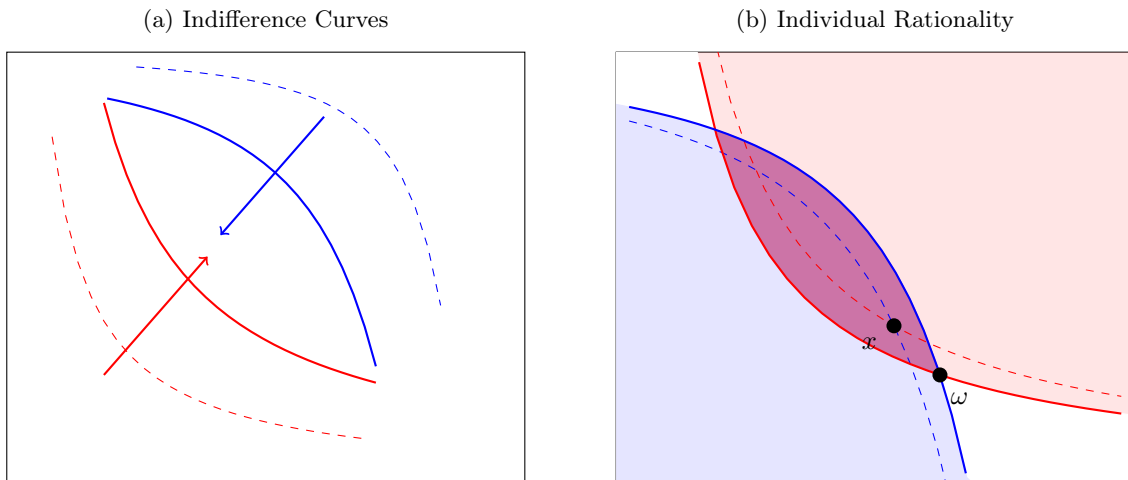 (a) Indifference Curves
(b) Individual Rationality
x
ω